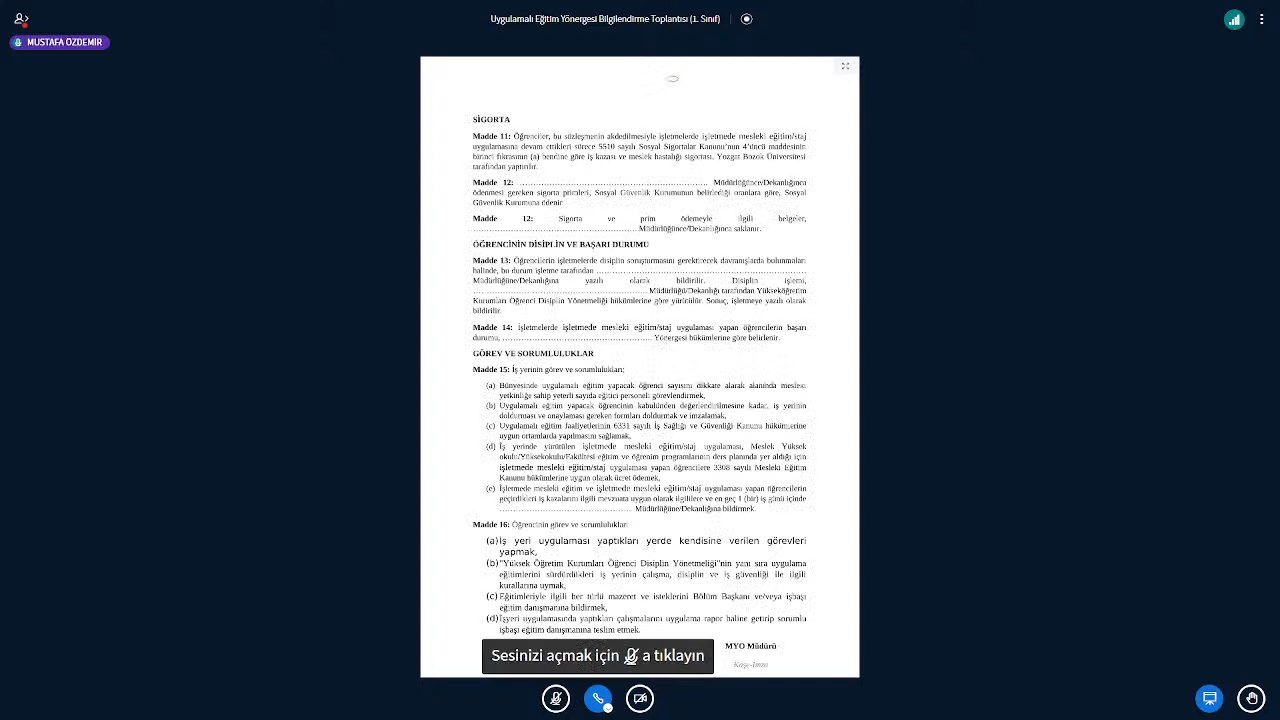 Uygulamalı Eğitim Yönergesi Bilgilendirme Toplantısı (1. Sınıf)
MUSTAFA ÖZDEMİR
SİGORTA
Madde 11: Öğrenciler, bu sözleşmenin akdedilmesiyle işletmelerde işletmede mesleki eğitim/staj
uygulamasına devam ettikleri sürece 5510 sayılı Sosyal Sigortalar Kanunu'nun 4'üncü maddesinin
birinci fıkrasının (a) bendine göre iş kazası ve meslek hastalığı sigortası, Yozgat Bozok Üniversitesi
tarafından yaptırılır.
Madde 12: ................................................................. Müdürlüğünce/Dekanlığınca
ödenmesi gereken sigorta primleri, Sosyal Güvenlik Kurumunun belirlediği oranlara göre, Sosyal
Güvenlik Kurumuna ödenir
Madde 12: Sigorta ve prim ödemeyle ilgili belgeler,
......................................................... Müdürlüğünce/Dekanlığınca saklanır.
ÖĞRENCİNİN DİSİPLİN VE BAŞARI DURUMU
Madde 13: Öğrencilerin işletmelerde disiplin soruşturmasını gerektirecek davranışlarda bulunmaları
halinde, bu durum işletme tarafından .........................................................................
Müdürlüğüne/Dekanlığına yazılı olarak bildirilir. Disiplin işlemi,
............................................................. Müdürlüğü/Dekanlığı tarafından Yükseköğretim
Kurumları Öğrenci Disiplin Yönetmeliği hükümlerine göre yürütülür. Sonuç, işletmeye yazılı olarak
bildirilir.
Madde 14: İşletmelerde işletmede mesleki eğitim/staj uygulaması yapan öğrencilerin başarı
durumu, .................................................... Yönergesi hükümlerine göre belirlenir.
GÖREV VE SORUMLULUKLAR
Madde 15: İş yerinin görev ve sorumlulukları;
(a) Bünyesinde uygulamalı eğitim yapacak öğrenci sayısını dikkate alarak alanında mesleki
yetkinliğe sahip yeterli sayıda eğitici personeli görevlendirmek,
(b) Uygulamalı eğitim yapacak öğrencinin kabulünden değerlendirilmesine kadar, iş yerinin
doldurması ve onaylaması gereken formları doldurmak ve imzalamak,
(c) Uygulamalı eğitim faaliyetlerinin 6331 sayılı İş Sağlığı ve Güvenliği Kanunu hükümlerine
uygun ortamlarda yapılmasını sağlamak,
(d) İş yerinde yürütülen işletmede mesleki eğitim/staj uygulaması, Meslek Yüksek
okulu/Yüksekokulu/Fakültesi eğitim ve öğrenim programlarının ders planında yer aldığı için
işletmede mesleki eğitim/staj uygulaması yapan öğrencilere 3308 sayılı Mesleki Eğitim
Kanunu hükümlerine uygun olarak ücret ödemek,
(e) İşletmede mesleki eğitim ve işletmede mesleki eğitim/staj uygulaması yapan öğrencilerin
geçirdikleri iş kazalarını ilgili mevzuata uygun olarak ilgililere ve en geç 1 (bir) iş günü içinde
.............................................. Müdürlüğüne/Dekanlığına bildirmek.
Madde 16: Öğrencinin görev ve sorumlulukları
(a) İş yeri uygulaması yaptıkları yerde kendisine verilen görevleri
yapmak,
(b) "Yüksek Öğretim Kurumları Öğrenci Disiplin Yönetmeliği"nin yanı sıra uygulama
eğitimlerini sürdürdükleri iş yerinin çalışma, disiplin ve iş güvenliği ile ilgili
kurallarına uymak,
(c) Eğitimleriyle ilgili her türlü mazeret ve isteklerini Bölüm Başkanı ve/veya işbaşı
eğitim danışmanına bildirmek,
(d) İşyeri uygulamasında yaptıkları çalışmalarını uygulama rapor haline getirip sorumlu
işbaşı eğitim danışmanına teslim etmek.
MYO Müdürü
Kaşe-İmza
Sesinizi açmak için a tıklayın